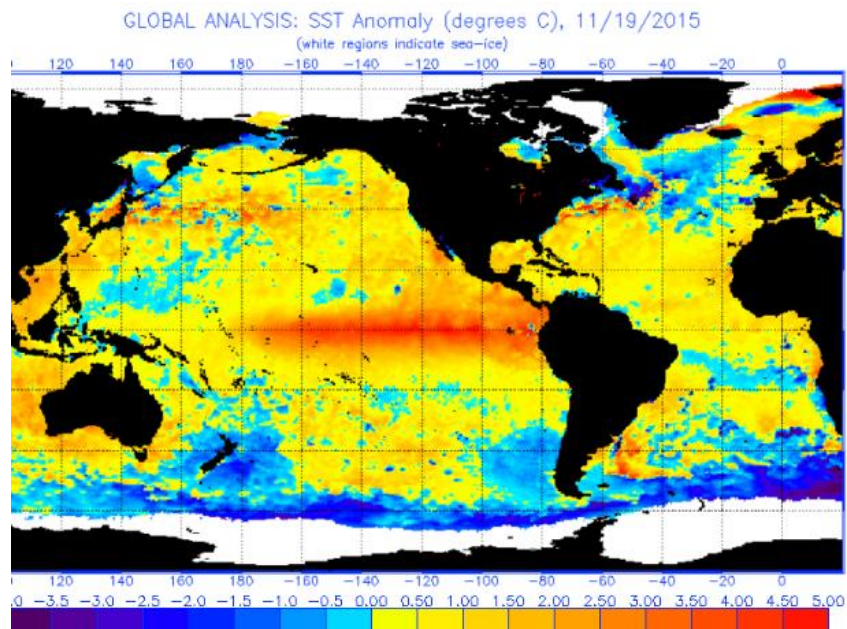 GLOBAL ANALYSIS: SST Anomaly (degrees C), 11/19/2015
(white regions indicate sea-ice)
120 140 160 180 -160 -140 -120 -100 -80 -60 -40 -20 0
120 140 160 180 -160 -140 -120 -100 -80 -60 -40 -20 0
-3.5 -3.0 -2.5 -2.0 -1.5 -1.0 -0.5 0.00 0.50 1.00 1.50 2.00 2.50 3.00 3.50 4.00 4.50 5.00